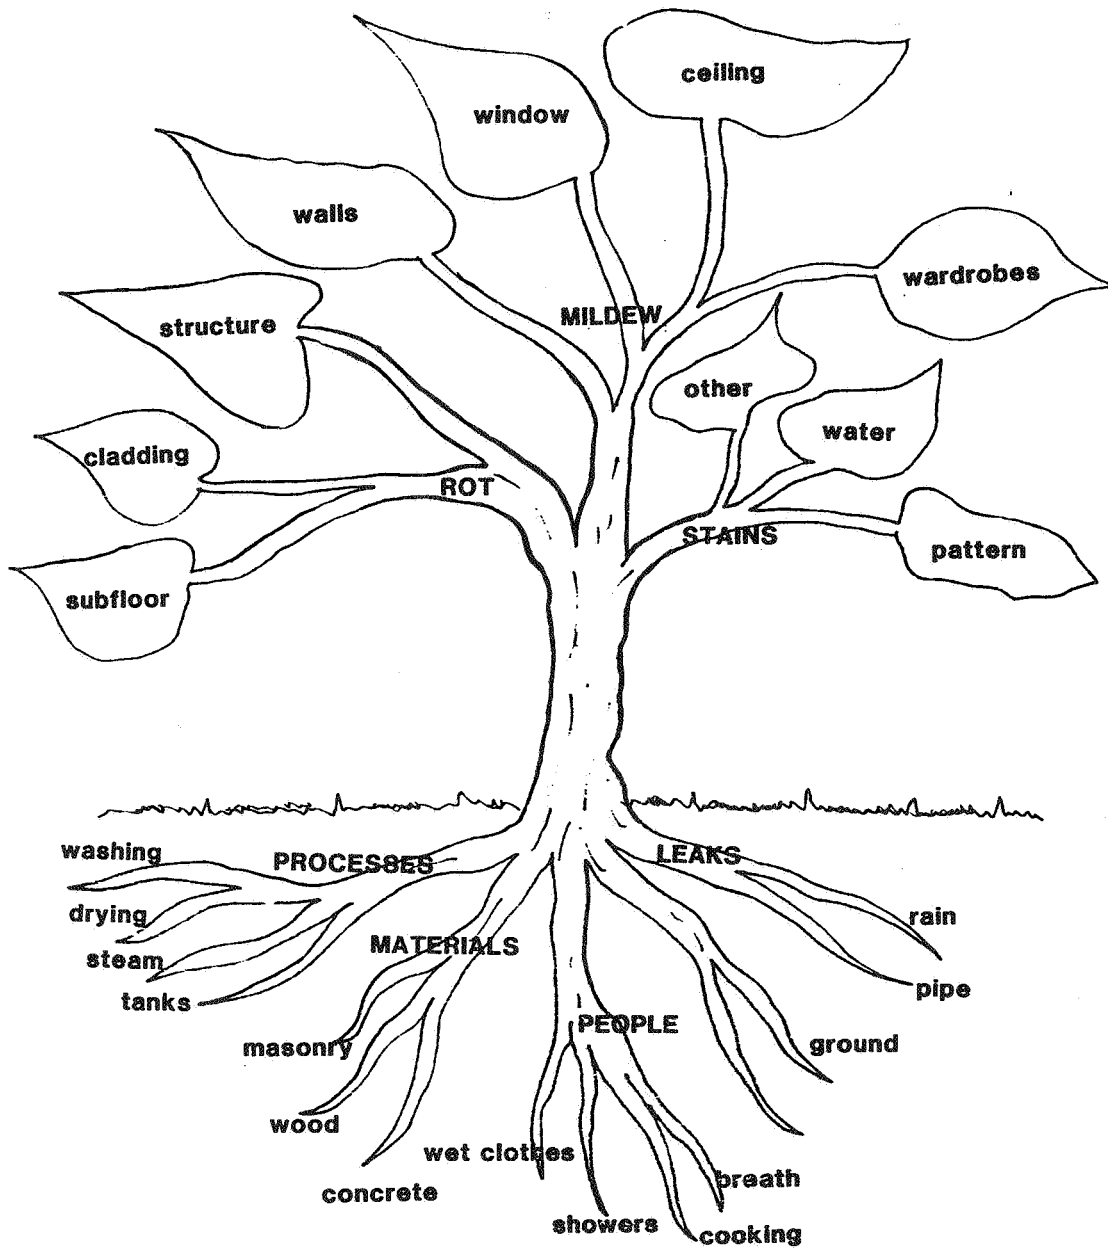 ceiling
window
walls
wardrobes
MILDEW
structure
other
water
cladding
ROT
STAINS
pattern
subfloor
washing
PROCESSES
LEAKS
drying
rain
steam
MATERIALS
tanks
pipe
PEOPLE
masonry
ground
wood
wet clothes
concrete
breath
showers
cooking